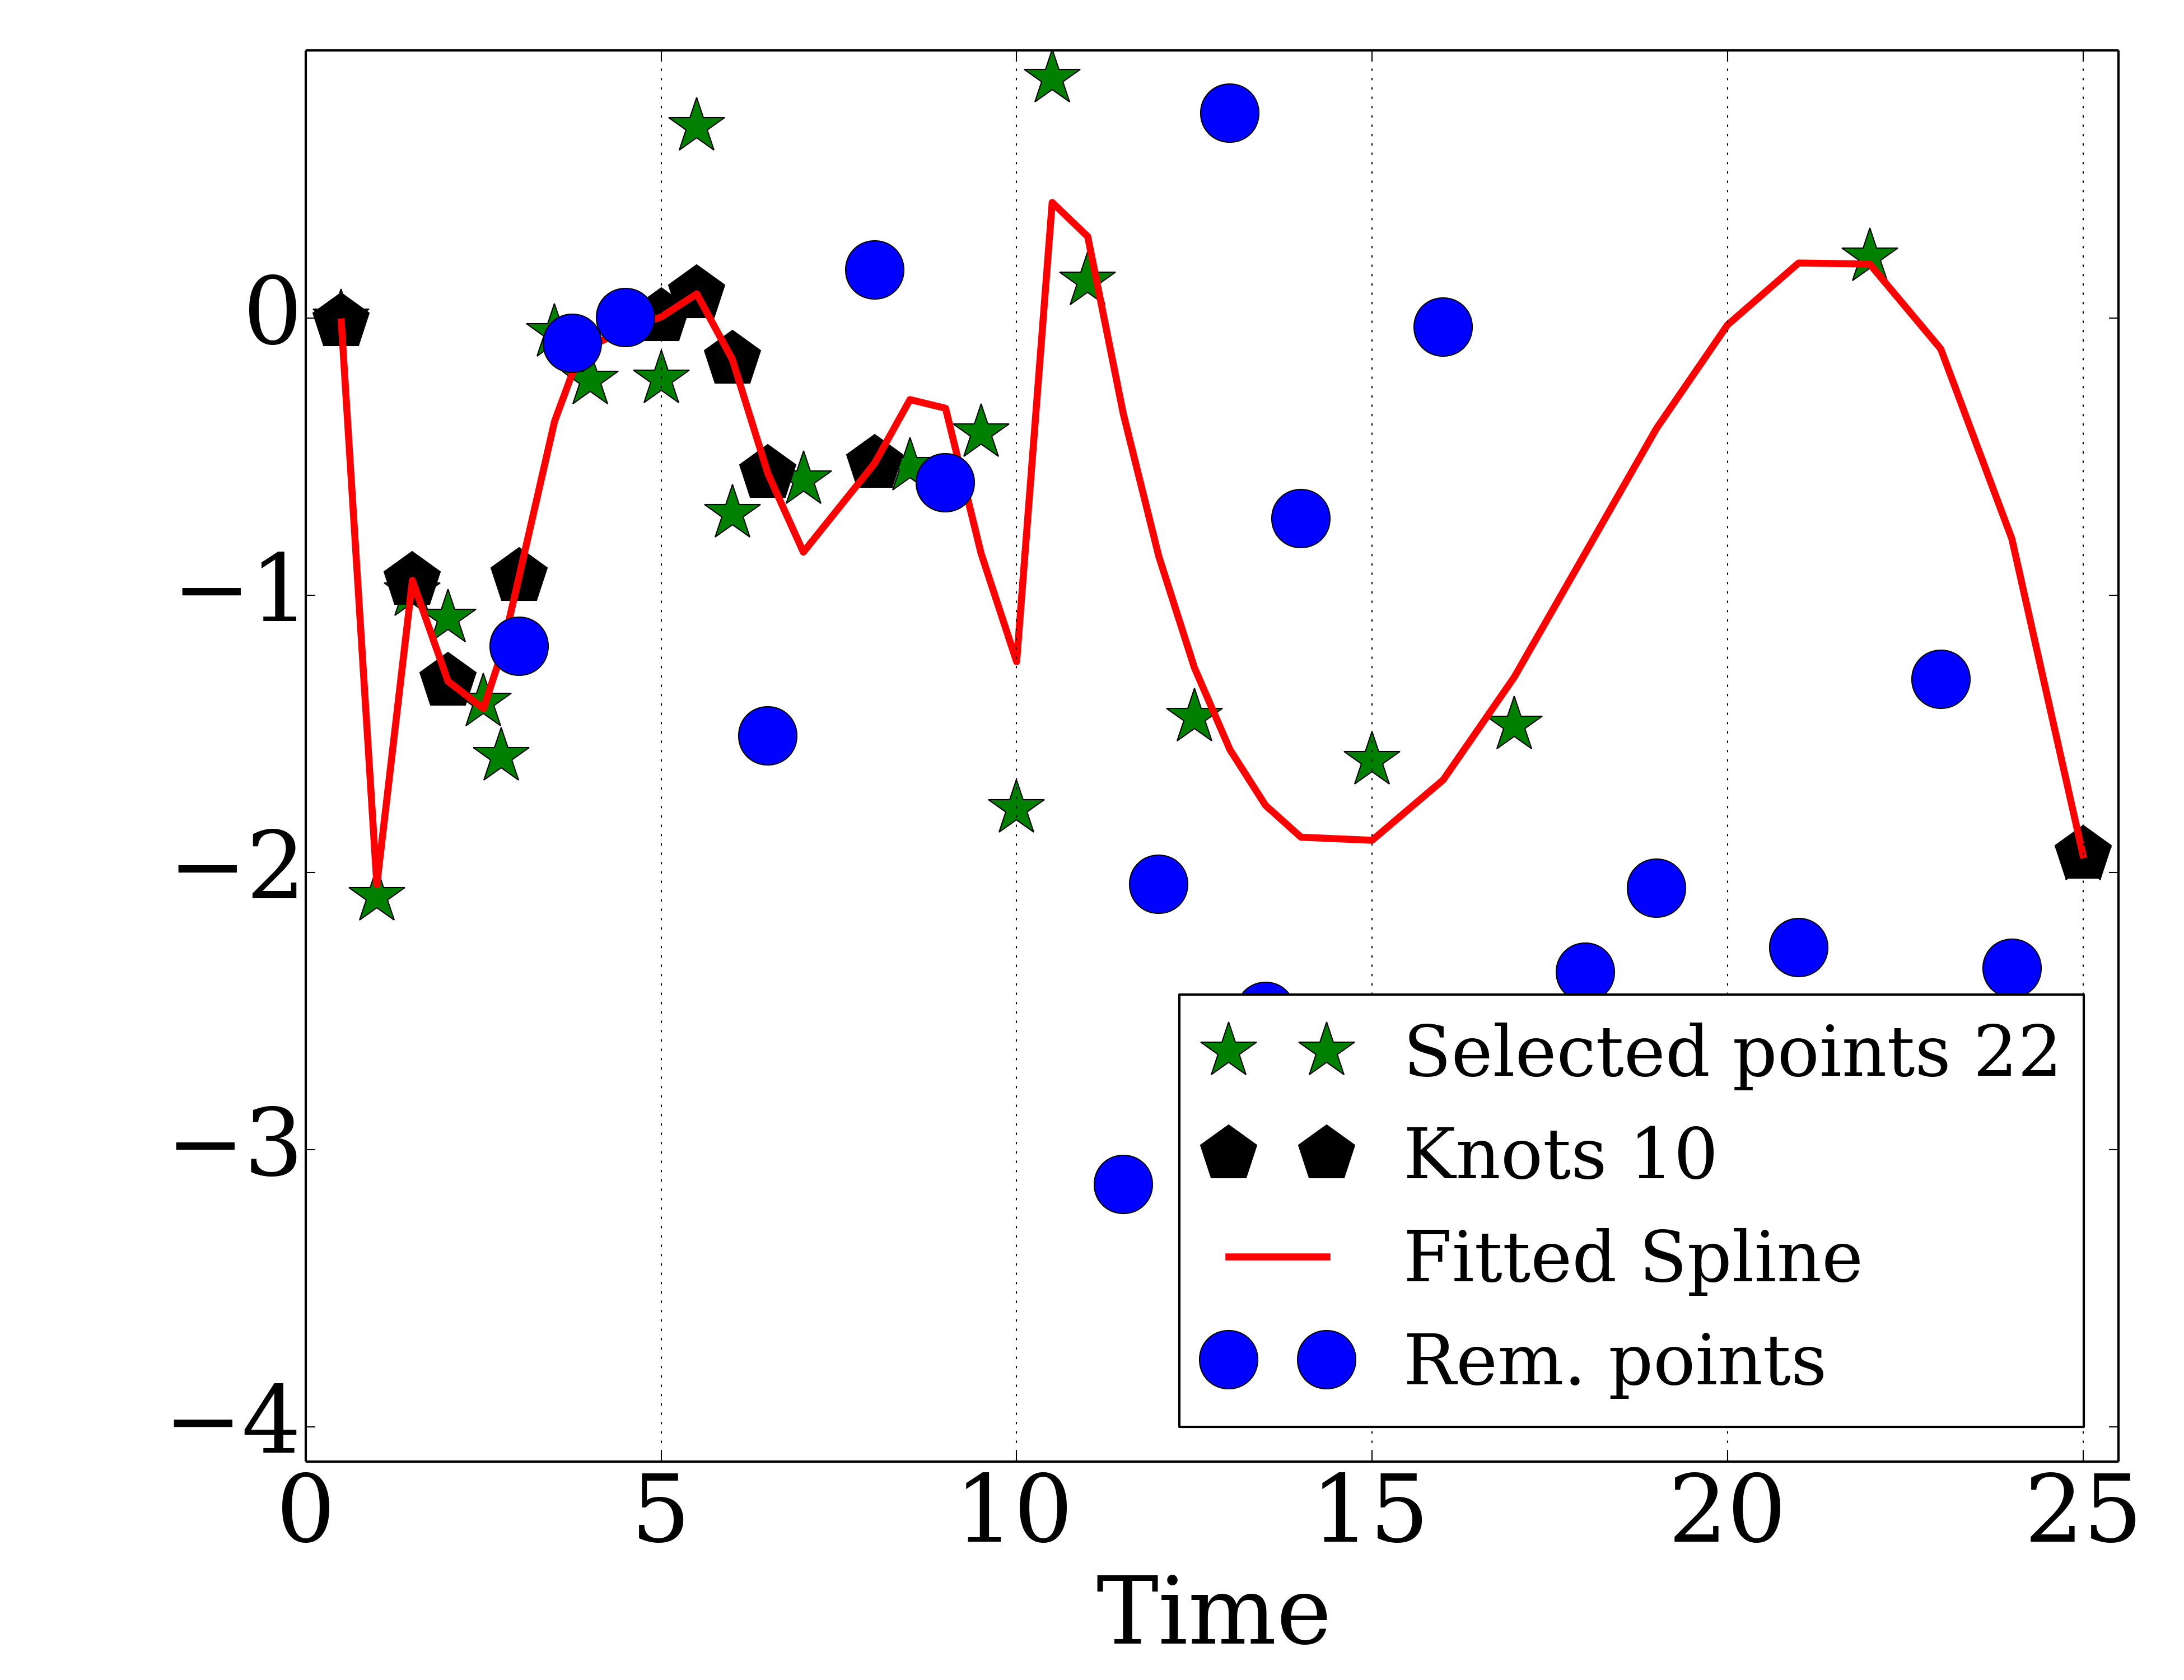 0
−1
−2
−3
−4
Selected points 22
Knots 10
Fitted Spline
Rem. points
0 5 10 15 20 25
Time